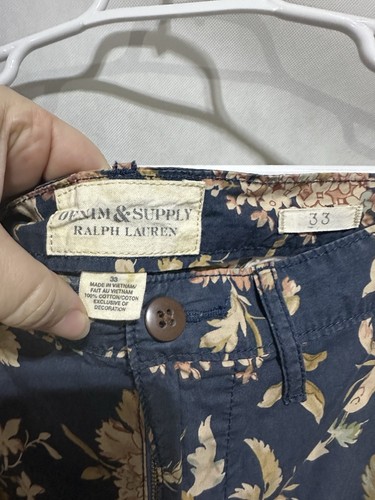 DENIM & SUPPLY
RALPH LAUREN
33
33
MADE IN VIETNAM/
FAIT AU VIETNAM
100% COTTON/COTON
EXCLUSIVE OF
DECORATION